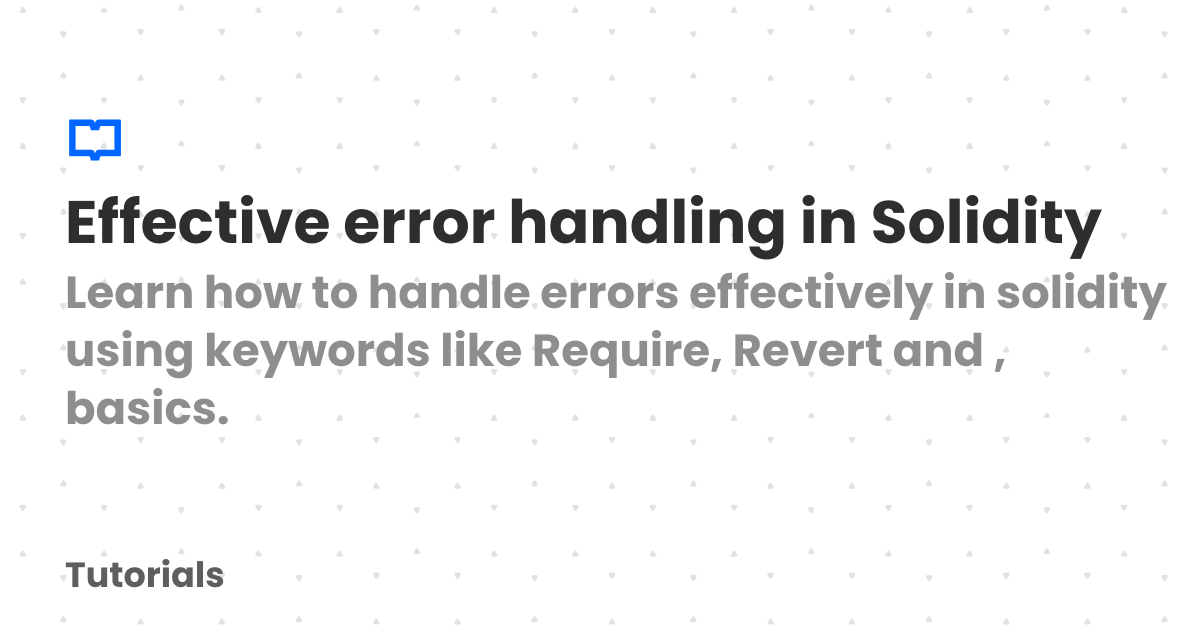 Effective error handling in Solidity
Learn how to handle errors effectively in solidity
using keywords like Require, Revert and ,
basics.
Tutorials